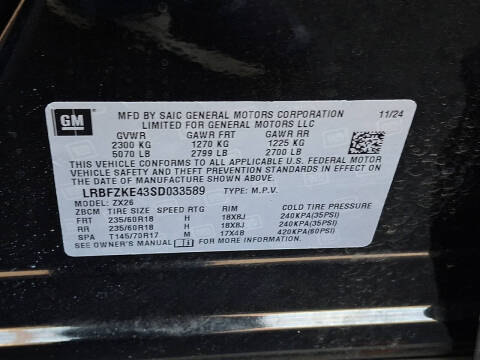 GM
MFD BY SAIC GENERAL MOTORS CORPORATION 11/24
LIMITED FOR GENERAL MOTORS LLC
GVWR GAWR FRT GAWR RR
2300 KG 1270 KG 1225 KG
5070 LB 2799 LB 2700 LB
THIS VEHICLE CONFORMS TO ALL APPLICABLE U.S. FEDERAL MOTOR
VEHICLE SAFETY AND THEFT PREVENTION STANDARDS IN EFFECT ON
DATE OF MANUFACTURE SHOWN ABOVE.
LRBFZKE43SD033589 TYPE: M.P.V.
MODEL: ZX26
ZBCM TIRE SIZE SPEED RTG RIM COLD TIRE PRESSURE
FRT 235/60R18 H 18X8J 240KPA(35PSI)
RR 235/60R18 H 18X8J 240KPA(35PSI)
SPA T145/70R17 M 17X4B 420KPA(60PSI)
SEE OWNER'S MANUAL FOR MORE INFORMATION.